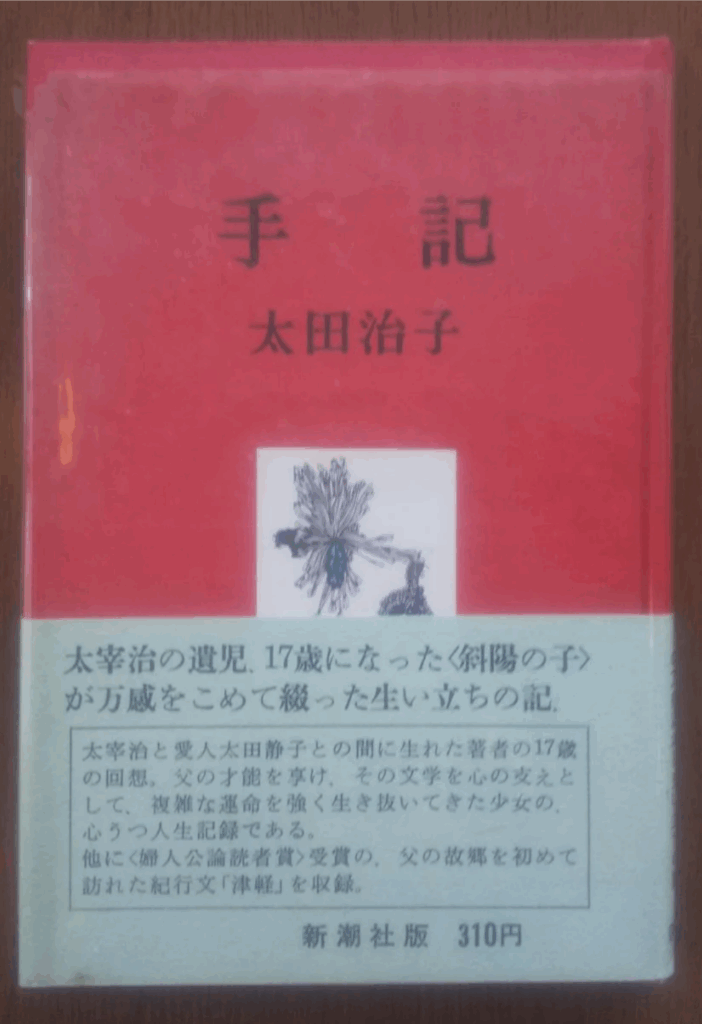 手記
太田治子
太宰治の遺児、17歳になった〈斜陽の子〉
が万感をこめて綴った生い立ちの記。
太宰治と愛人太田静子との間に生れた著者の17歳
の回想。父の才能を享け、その文学を心の支えと
して、複雑な運命を強く生き抜いてきた少女の、
心うつ人生記録である。
他に〈婦人公論読者賞〉受賞の、父の故郷を初めて
訪れた紀行文「津軽」を収録。
新潮社版 310円